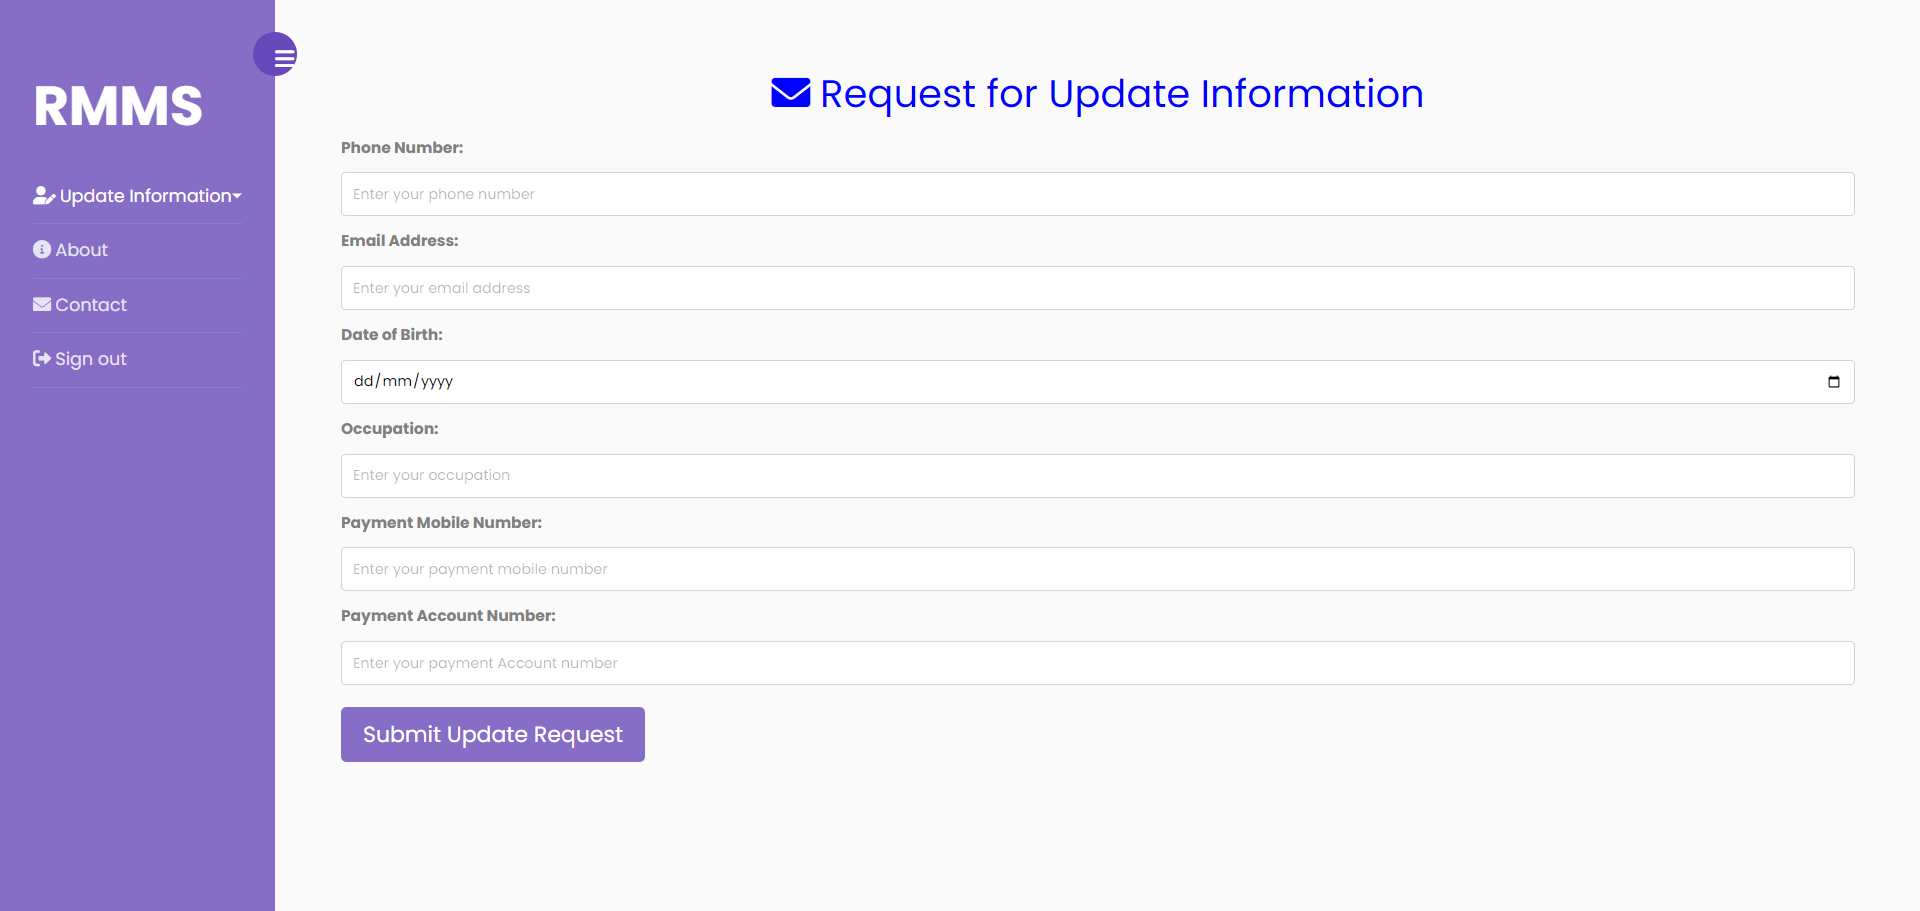 RMMS
Update Information
About
Contact
Sign out
Request for Update Information
Phone Number:
Enter your phone number
Email Address:
Enter your email address
Date of Birth:
dd/mm/yyyy
Occupation:
Enter your occupation
Payment Mobile Number:
Enter your payment mobile number
Payment Account Number:
Enter your payment Account number
Submit Update Request